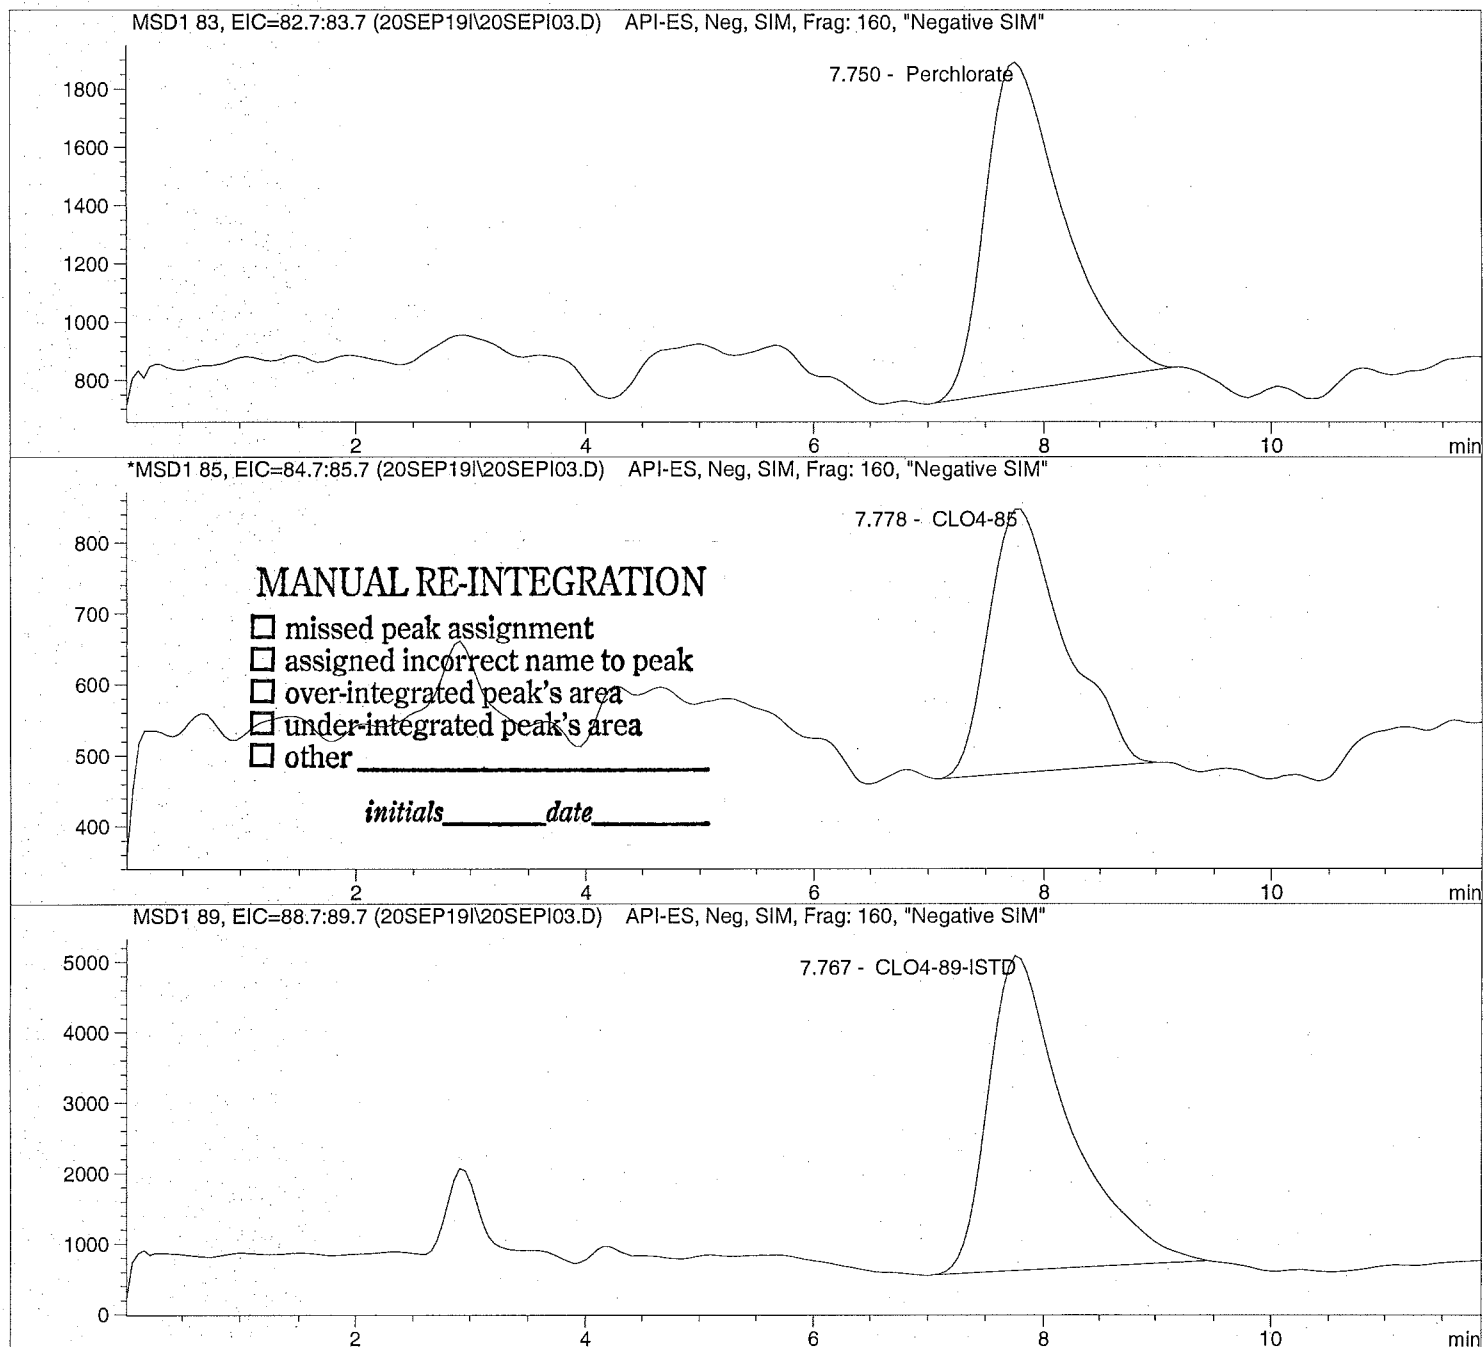 MSD1 83, EIC=82.7:83.7 (20SEP19I\20SEPI03.D) API-ES, Neg, SIM, Frag: 160, "Negative SIM"
7.750 - Perchlorate
1800
1600
1400
1200
1000
800
2 4 6 8 10 min
*MSD1 85, EIC=84.7:85.7 (20SEP19I\20SEPI03.D) API-ES, Neg, SIM, Frag: 160, "Negative SIM"
7.778 - CLO4-85
800
700
600
500
400
MANUAL RE-INTEGRATION
☐ missed peak assignment
☐ assigned incorrect name to peak
☐ over-integrated peak's area
☐ under-integrated peak's area
☐ other
initials date
2 4 6 8 10 min
MSD1 89, EIC=88.7:89.7 (20SEP19I\20SEPI03.D) API-ES, Neg, SIM, Frag: 160, "Negative SIM"
7.767 - CLO4-89-ISTD
5000
4000
3000
2000
1000
0
2 4 6 8 10 min